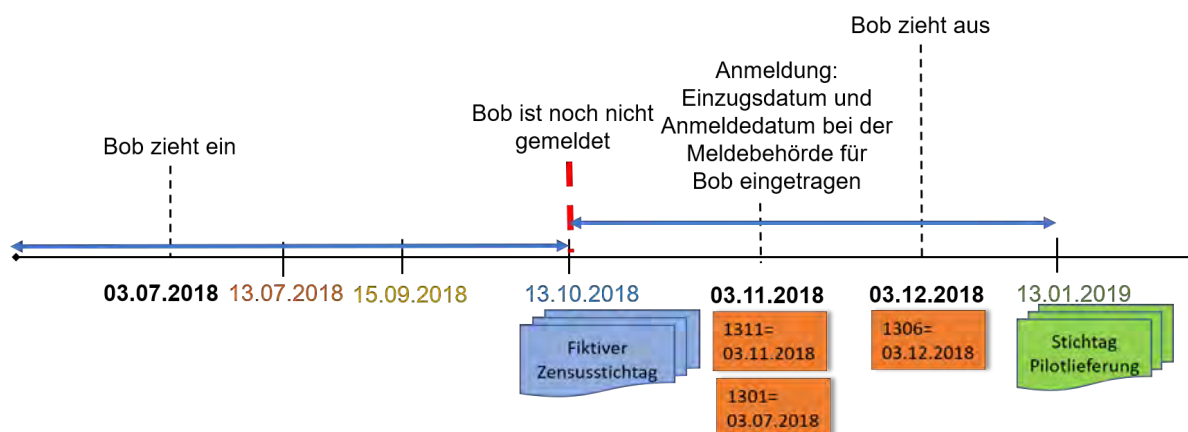 Bob zieht aus
Anmeldung:
Einzugsdatum und
Anmeldedatum bei der
Meldebehörde für
Bob eingetragen
Bob ist noch nicht
gemeldet
Bob zieht ein
03.07.2018
13.07.2018
15.09.2018
13.10.2018
03.11.2018
03.12.2018
13.01.2019
Fiktiver
Zensusstichtag
1311=
03.11.2018
1301=
03.07.2018
1306=
03.12.2018
Stichtag
Pilotlieferung